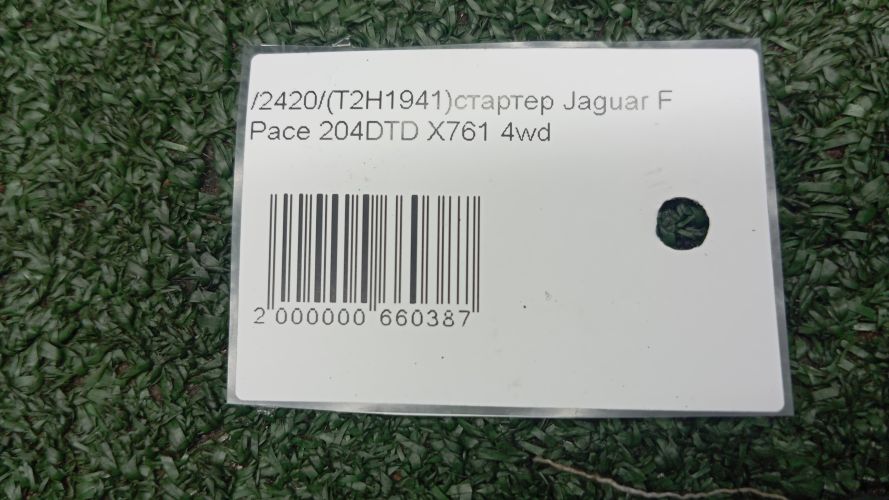 /2420/(T2H1941)стартер Jaguar F
Pace 204DTD X761 4wd
2 000000 660387